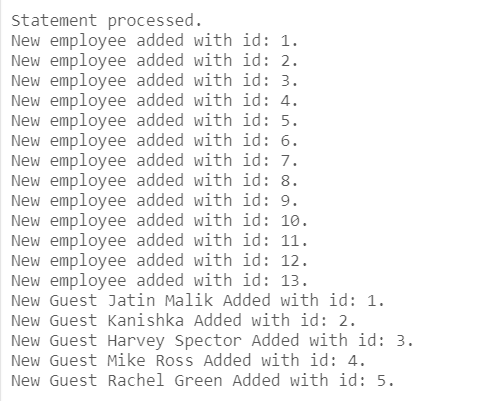 Statement processed.
New employee added with id: 1.
New employee added with id: 2.
New employee added with id: 3.
New employee added with id: 4.
New employee added with id: 5.
New employee added with id: 6.
New employee added with id: 7.
New employee added with id: 8.
New employee added with id: 9.
New employee added with id: 10.
New employee added with id: 11.
New employee added with id: 12.
New employee added with id: 13.
New Guest Jatin Malik Added with id: 1.
New Guest Kanishka Added with id: 2.
New Guest Harvey Spector Added with id: 3.
New Guest Mike Ross Added with id: 4.
New Guest Rachel Green Added with id: 5.